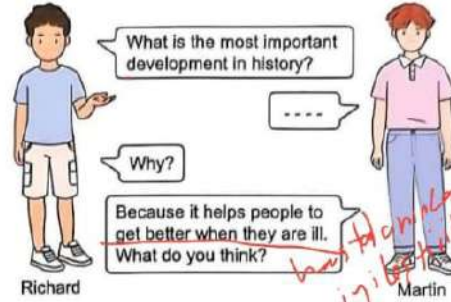 What is the most important
development in history?
----
Why?
Because it helps people to
get better when they are ill.
What do you think?
Richard
Martin